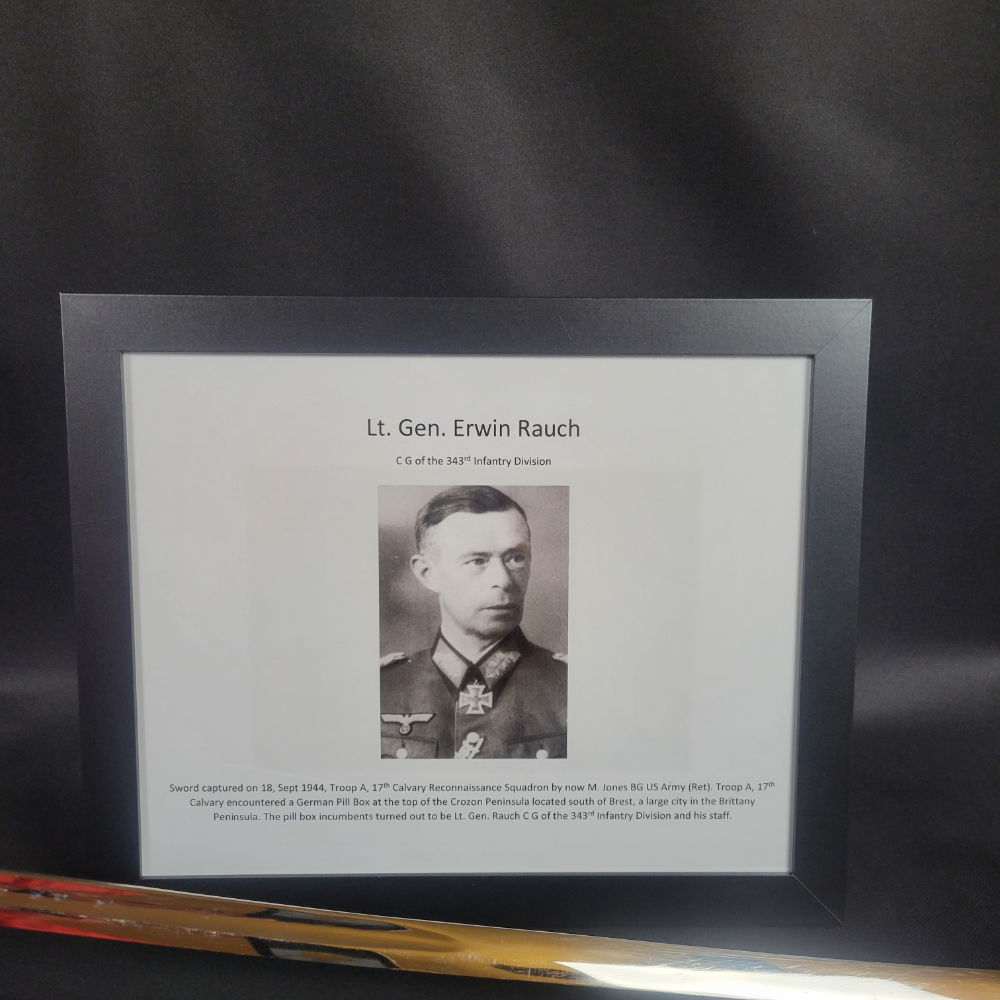 Lt. Gen. Erwin Rauch
C G of the 343rd Infantry Division
Sword captured on 18, Sept 1944, Troop A, 17th Calvary Reconnaissance Squadron by now M. Jones BG US Army (Ret). Troop A, 17th
Calvary encountered a German Pill Box at the top of the Crozon Peninsula located south of Brest, a large city in the Brittany
Peninsula. The pill box incumbents turned out to be Lt. Gen. Rauch C G of the 343rd Infantry Division and his staff.